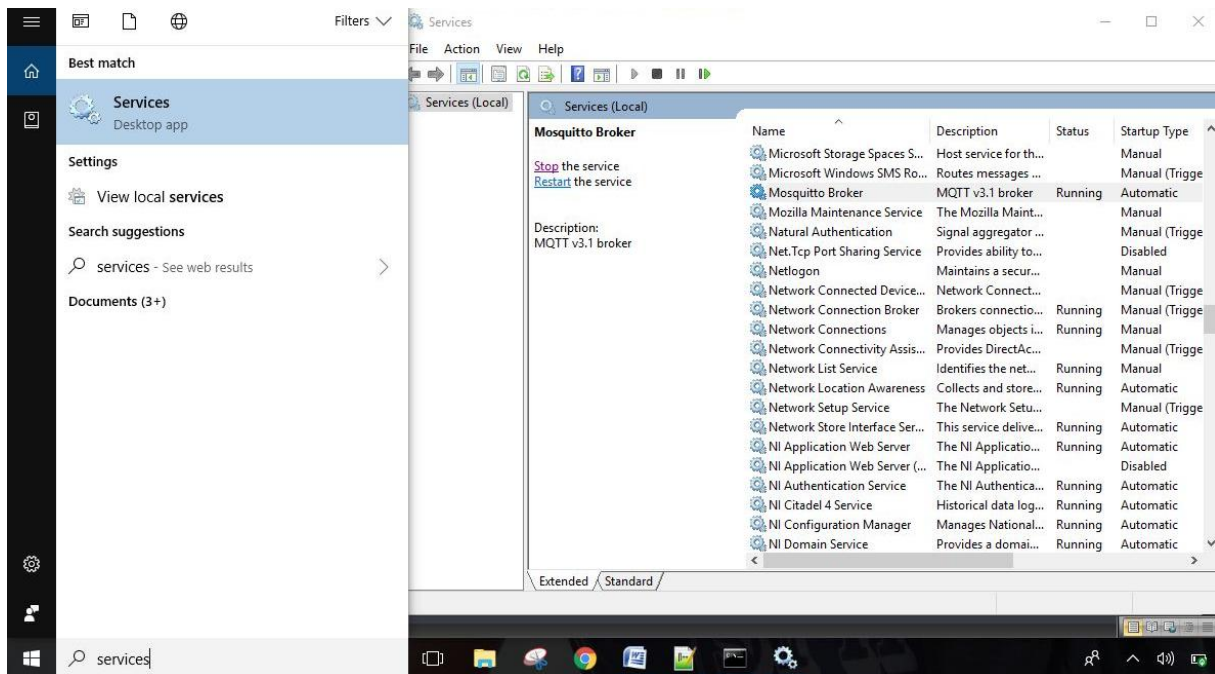 Filters
Best match
Services
Desktop app
Settings
View local services
Search suggestions
services - See web results
Documents (3+)
services
Services
File Action View Help
Services (Local)
Services (Local)
Mosquitto Broker
Stop the service
Restart the service
Description:
MQTT v3.1 broker
Name Description Status Startup Type
Microsoft Storage Spaces S... Host service for th... Manual
Microsoft Windows SMS Ro... Routes messages ... Manual (Trigge
Mosquitto Broker MQTT v3.1 broker Running Automatic
Mozilla Maintenance Service The Mozilla Maint... Manual
Natural Authentication Signal aggregator ... Manual (Trigge
Net.Tcp Port Sharing Service Provides ability to... Disabled
Netlogon Maintains a secur... Manual
Network Connected Device... Network Connect... Manual (Trigge
Network Connection Broker Brokers connectio... Running Manual (Trigge
Network Connections Manages objects i... Running Manual
Network Connectivity Assis... Provides DirectAc... Manual (Trigge
Network List Service Identifies the net... Running Manual
Network Location Awareness Collects and store... Running Automatic
Network Setup Service The Network Setu... Manual (Trigge
Network Store Interface Ser... This service delive... Running Automatic
NI Application Web Server The NI Applicatio... Running Automatic
NI Application Web Server (... The NI Applicatio... Disabled
NI Authentication Service The NI Authentica... Running Automatic
NI Citadel 4 Service Historical data log... Running Automatic
NI Configuration Manager Manages National... Running Automatic
NI Domain Service Provides a domai... Running Automatic
Extended Standard